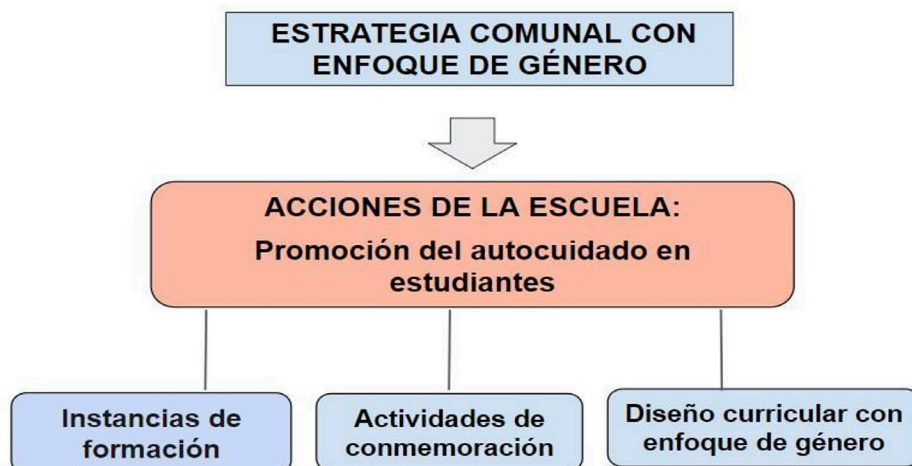 ESTRATEGIA COMUNAL CON
ENFOQUE DE GÉNERO
ACCIONES DE LA ESCUELA:
Promoción del autocuidado en
estudiantes
Instancias de
formación
Actividades de
conmemoración
Diseño curricular con
enfoque de género